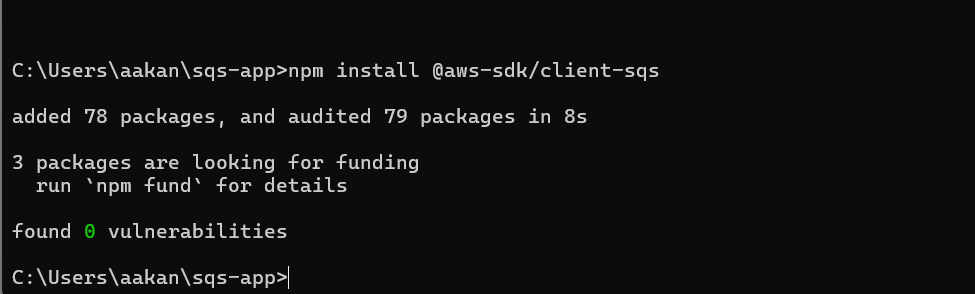 C:\Users\aakan\sqs-app>npm install @aws-sdk/client-sqs
added 78 packages, and audited 79 packages in 8s
3 packages are looking for funding
  run `npm fund` for details
found 0 vulnerabilities
C:\Users\aakan\sqs-app>